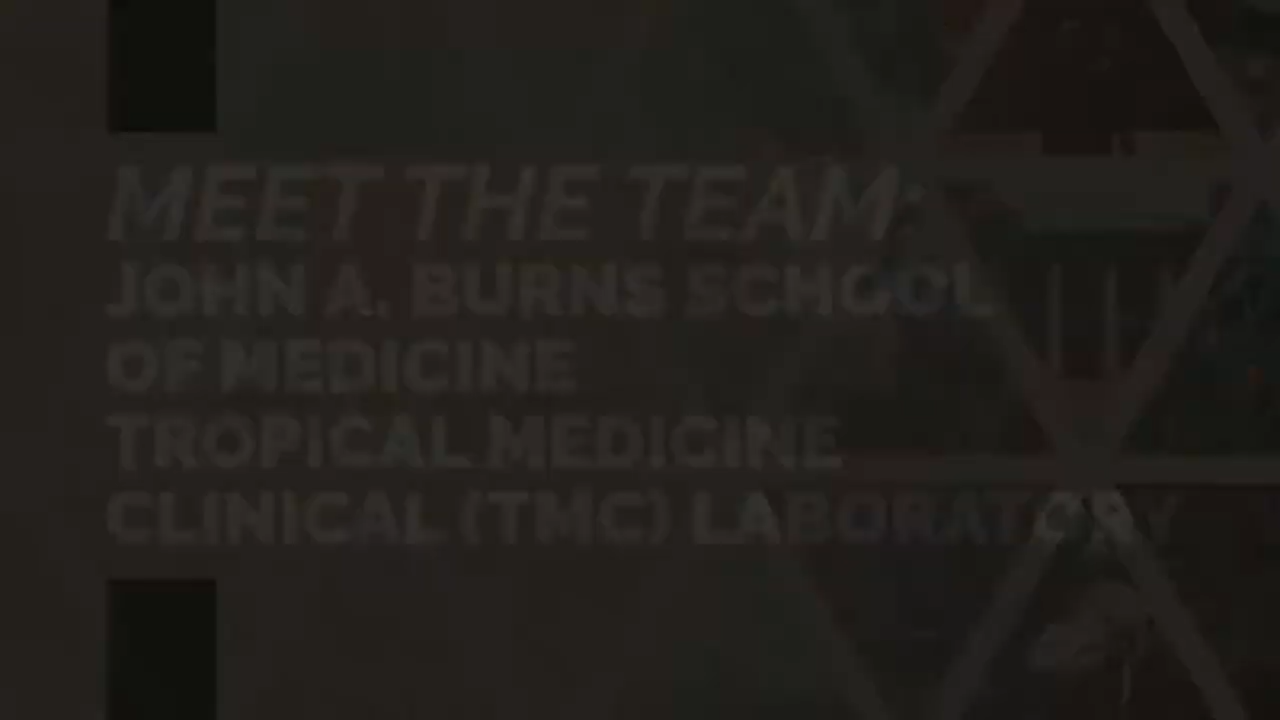 MEET THE TEAM:
JOHN A. BURNS SCHOOL
OF MEDICINE
TROPICAL MEDICINE
CLINICAL (TMC) LABORATORY